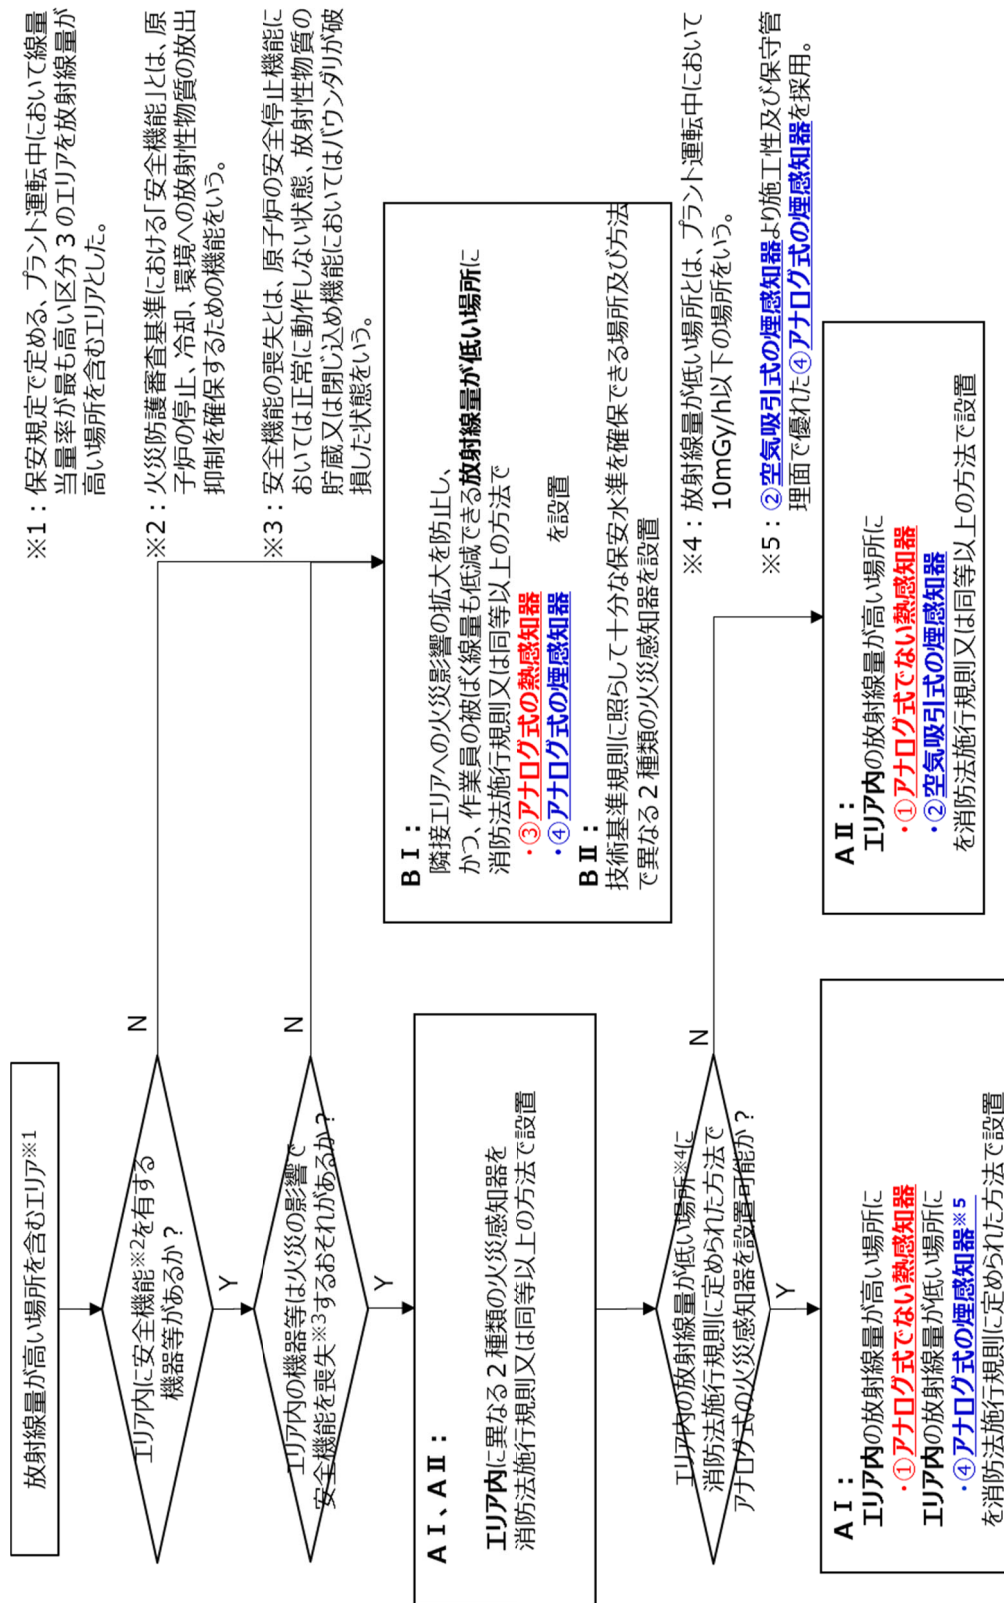 放射線量が高い場所を含むエリア※1
エリア内に安全機能※2を有する
機器等があるか？
N
Y
エリア内の機器等は火災の影響で
安全機能を喪失※3するおそれがあるか？
N
Y
AⅠ、AⅡ：
エリア内に異なる2種類の火災感知器を
消防法施行規則又は同等以上の方法で設置
エリア内の放射線量が低い場所※4に
消防法施行規則に定められた方法で
アナログ式の火災感知器を設置可能か？
N
Y
AⅠ：
エリア内の放射線量が高い場所に
・①アナログ式でない熱感知器
エリア内の放射線量が低い場所に
・④アナログ式の煙感知器※5
を消防法施行規則に定められた方法で設置
※1：保安規定で定める、プラント運転中において線量
当量率が最も高い区分3のエリアを放射線量が
高い場所を含むエリアとした。
※2：火災防護審査基準における「安全機能」とは、原
子炉の停止、冷却、環境への放射性物質の放出
抑制を確保するための機能をいう。
※3：安全機能の喪失とは、原子炉の安全停止機能に
おいては正常に動作しない状態、放射性物質の
貯蔵又は閉じ込め機能においてはバウンダリが破
損した状態をいう。
BⅠ：
隣接エリアへの火災影響の拡大を防止し、
かつ、作業員の被ばく線量も低減できる放射線量が低い場所に
消防法施行規則又は同等以上の方法で
・③アナログ式の熱感知器
・④アナログ式の煙感知器 を設置
BⅡ：
技術基準規則に照らして十分な保安水準を確保できる場所及び方法
で異なる2種類の火災感知器を設置
※4：放射線量が低い場所とは、プラント運転中において
10mGy/h以下の場所をいう。
※5：②空気吸引式の煙感知器より施工性及び保守管
理面で優れた④アナログ式の煙感知器を採用。
AⅡ：
エリア内の放射線量が高い場所に
・①アナログ式でない熱感知器
・②空気吸引式の煙感知器
を消防法施行規則又は同等以上の方法で設置